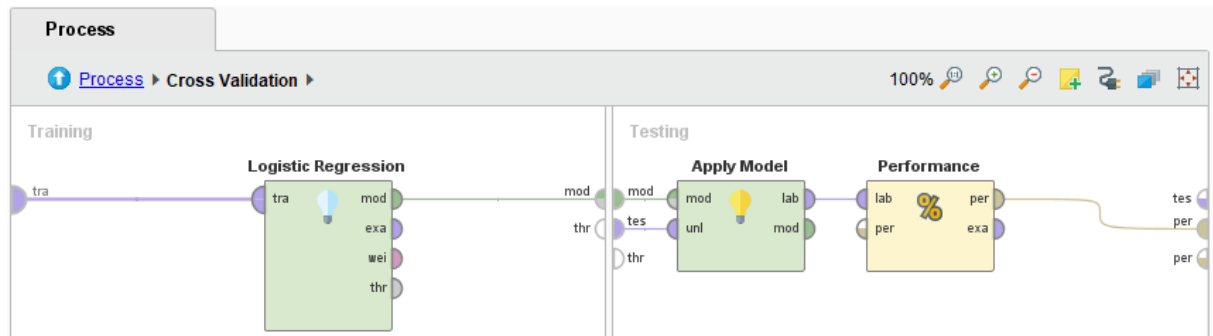 Process
Process ▸ Cross Validation ▸ 100%
Training
Testing
Logistic Regression
Apply Model
Performance
tra
tra mod
exa
wei
thr
mod
thr
mod
tes
thr
mod lab
unl mod
lab per
per exa
tes
per
per